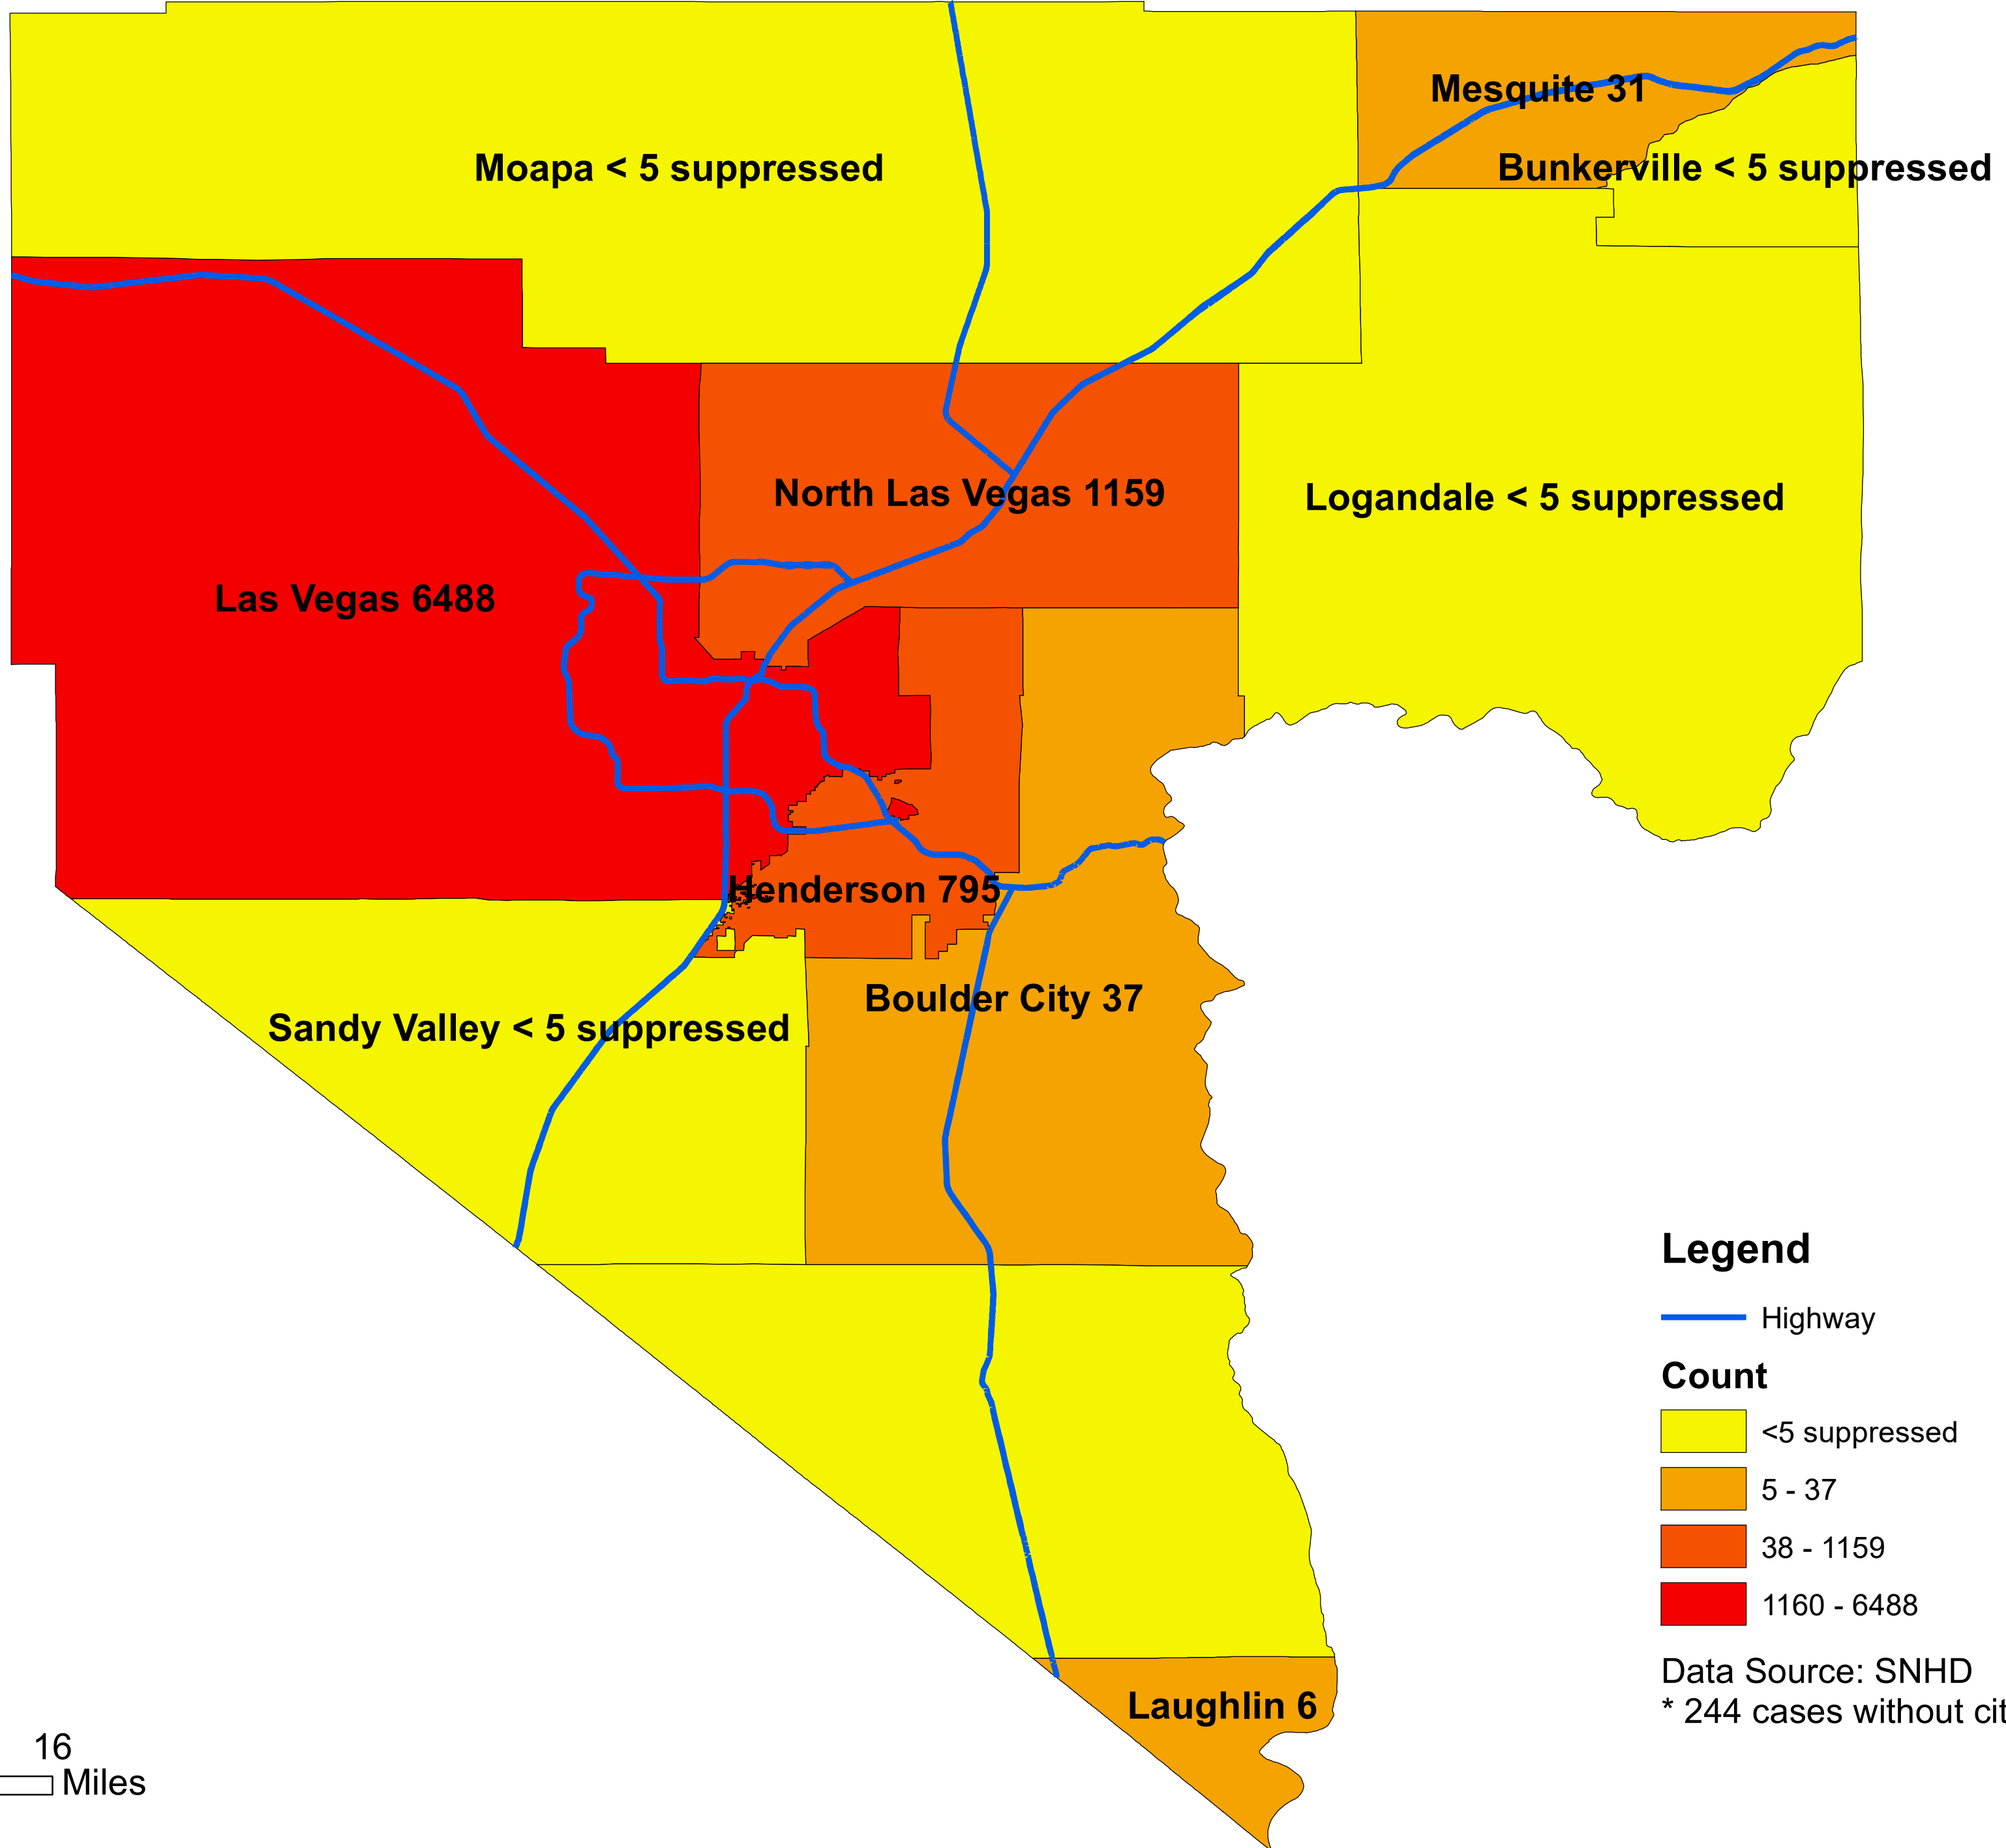 Mesquite 31
Moapa < 5 suppressed
Bunkerville < 5 suppressed
North Las Vegas 1159
Logandale < 5 suppressed
Las Vegas 6488
Henderson 795
Boulder City 37
Sandy Valley < 5 suppressed
Legend
Highway
Count
<5 suppressed
5 - 37
38 - 1159
1160 - 6488
Data Source: SNHD
* 244 cases without cit
Laughlin 6
16
Miles